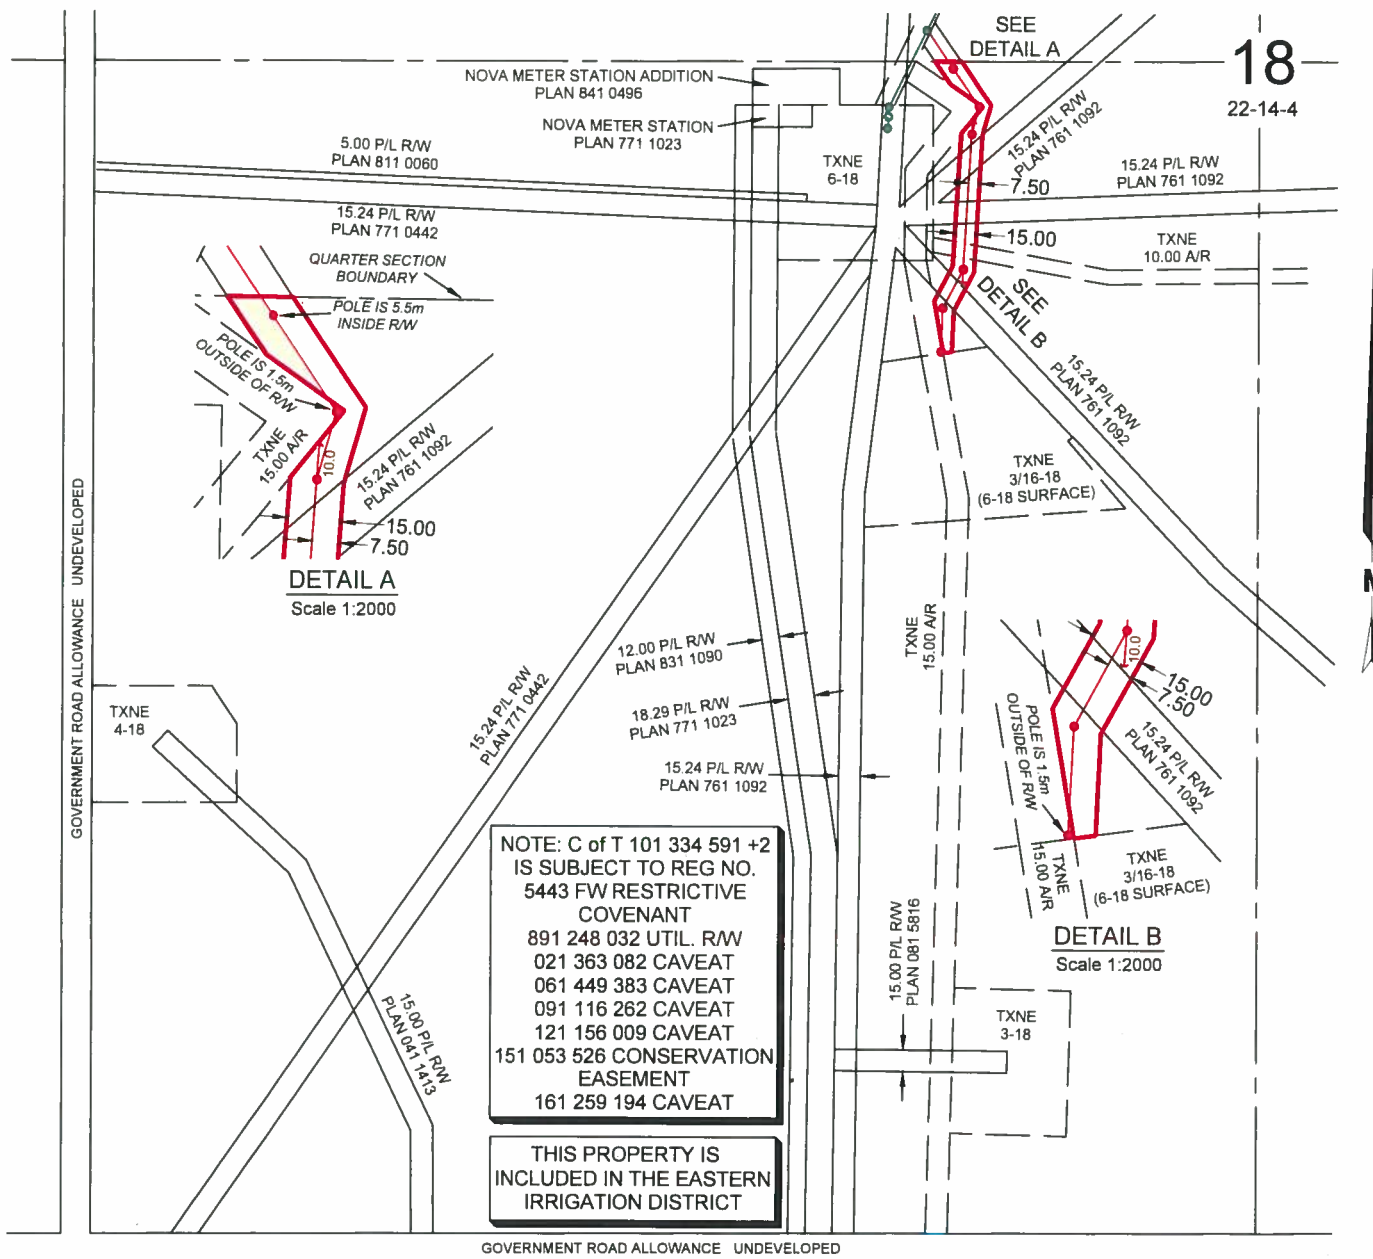 SEE
DETAIL A
18
22-14-4
NOVA METER STATION ADDITION
PLAN 841 0496
NOVA METER STATION
PLAN 771 1023
5.00 P/L R/W
PLAN 811 0060
TXNE
6-18
15.24 P/L R/W
PLAN 761 1092
7.50
15.24 P/L R/W
PLAN 761 1092
15.24 P/L R/W
PLAN 771 0442
15.00
TXNE
10.00 A/R
QUARTER SECTION
BOUNDARY
POLE IS 5.5m
INSIDE R/W
POLE IS 1.5m
OUTSIDE OF R/W
TXNE
15.00 A/R
10.0
15.24 P/L R/W
PLAN 761 1092
15.00
7.50
DETAIL A
Scale 1:2000
SEE
DETAIL B
15.24 P/L R/W
PLAN 761 1092
TXNE
3/16-18
(6-18 SURFACE)
GOVERNMENT ROAD ALLOWANCE UNDEVELOPED
TXNE
4-18
12.00 P/L R/W
PLAN 831 1090
18.29 P/L R/W
PLAN 771 1023
15.24 P/L R/W
PLAN 761 1092
15.24 P/L R/W
PLAN 771 0442
TXNE
15.00 A/R
10.0
15.00
7.50
15.24 P/L R/W
PLAN 761 1092
POLE IS 1.5m
OUTSIDE OF R/W
TXNE
15.00 A/R
TXNE
3/16-18
(6-18 SURFACE)
DETAIL B
Scale 1:2000
NOTE: C of T 101 334 591 +2
IS SUBJECT TO REG NO.
5443 FW RESTRICTIVE
COVENANT
891 248 032 UTIL. R/W
021 363 082 CAVEAT
061 449 383 CAVEAT
091 116 262 CAVEAT
121 156 009 CAVEAT
151 053 526 CONSERVATION
EASEMENT
161 259 194 CAVEAT
15.00 P/L R/W
PLAN 081 5816
TXNE
3-18
15.00 P/L R/W
PLAN 041 1413
THIS PROPERTY IS
INCLUDED IN THE EASTERN
IRRIGATION DISTRICT
GOVERNMENT ROAD ALLOWANCE UNDEVELOPED